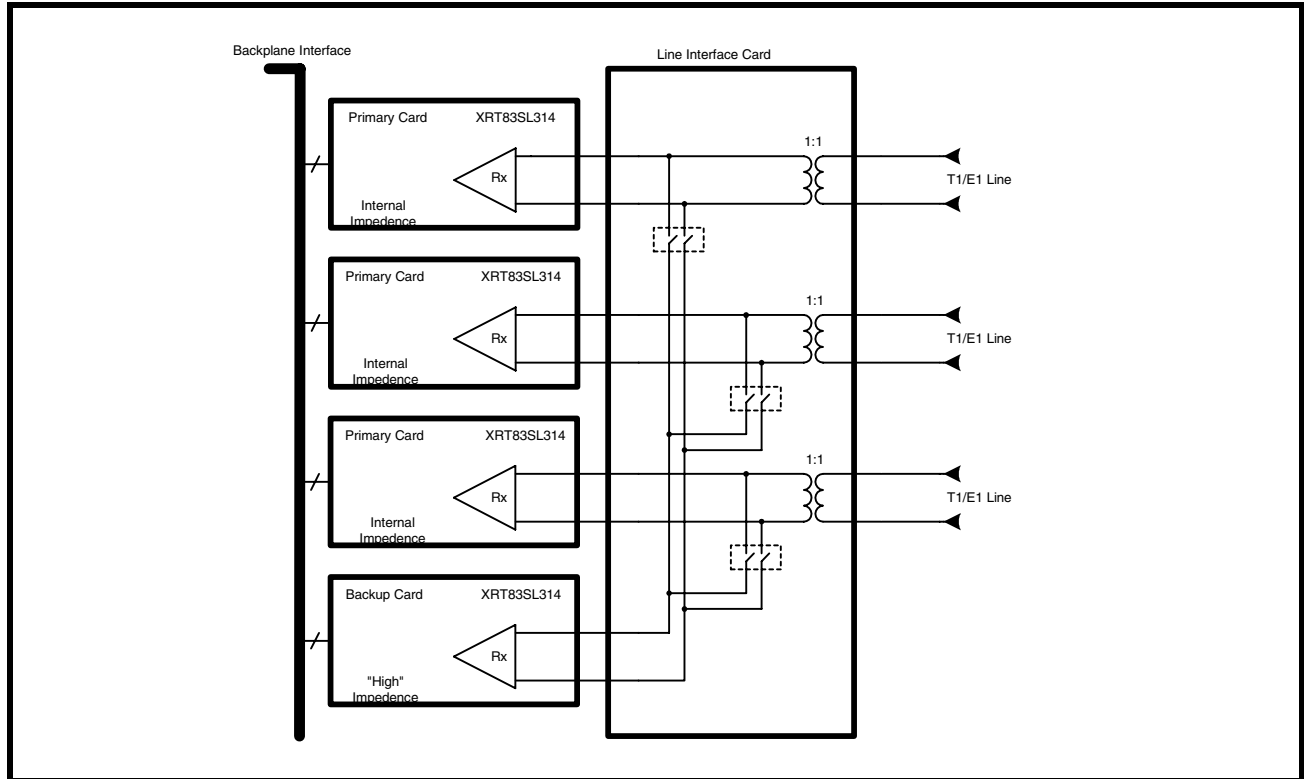 Backplane Interface
Line Interface Card
Primary Card XRT83SL314
Rx
Internal
Impedence
1:1
T1/E1 Line
Primary Card XRT83SL314
Rx
Internal
Impedence
1:1
T1/E1 Line
Primary Card XRT83SL314
Rx
Internal
Impedence
1:1
T1/E1 Line
Backup Card XRT83SL314
Rx
"High"
Impedence